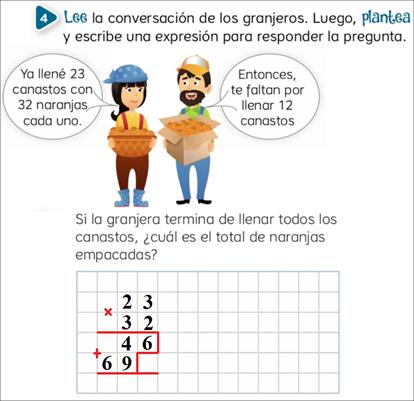 4 Lee la conversación de los granjeros. Luego, plantea
y escribe una expresión para responder la pregunta.
Ya llené 23
canastos con
32 naranjas
cada uno.
Entonces,
te faltan por
llenar 12
canastos
Si la granjera termina de llenar todos los
canastos, ¿cuál es el total de naranjas
empacadas?
2 3
×
3 2
4 6
+
6 9